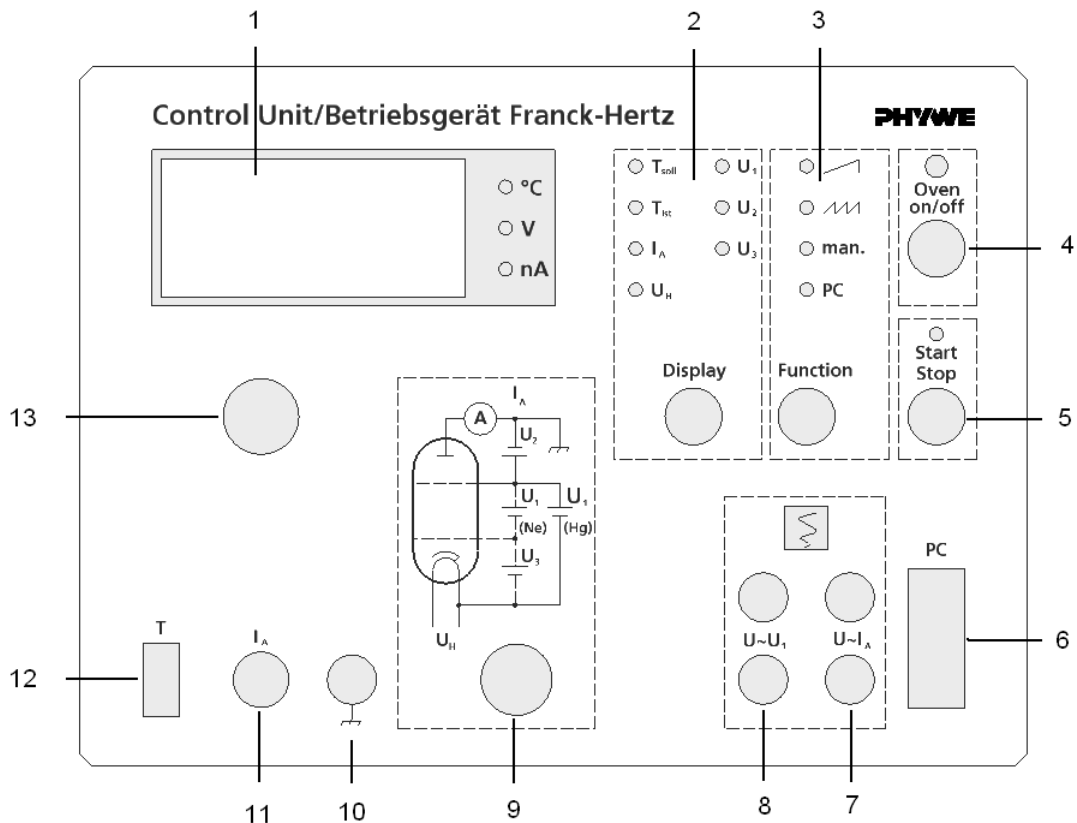 1 2 3
Control Unit/Betriebsgerät Franck-Hertz
PHYWE
°C
V
nA
T_soll U_1
T_ist U_2
I_A U_3
U_H
Display
man.
PC
Function
Oven
on/off
4
Start
Stop
5
13
I_A
A
U_2
U_1 U_1
(Ne) (Hg)
U_3
U_H
PC
U~U_1 U~I_A
6
T
I_A
12
11 10 9 8 7